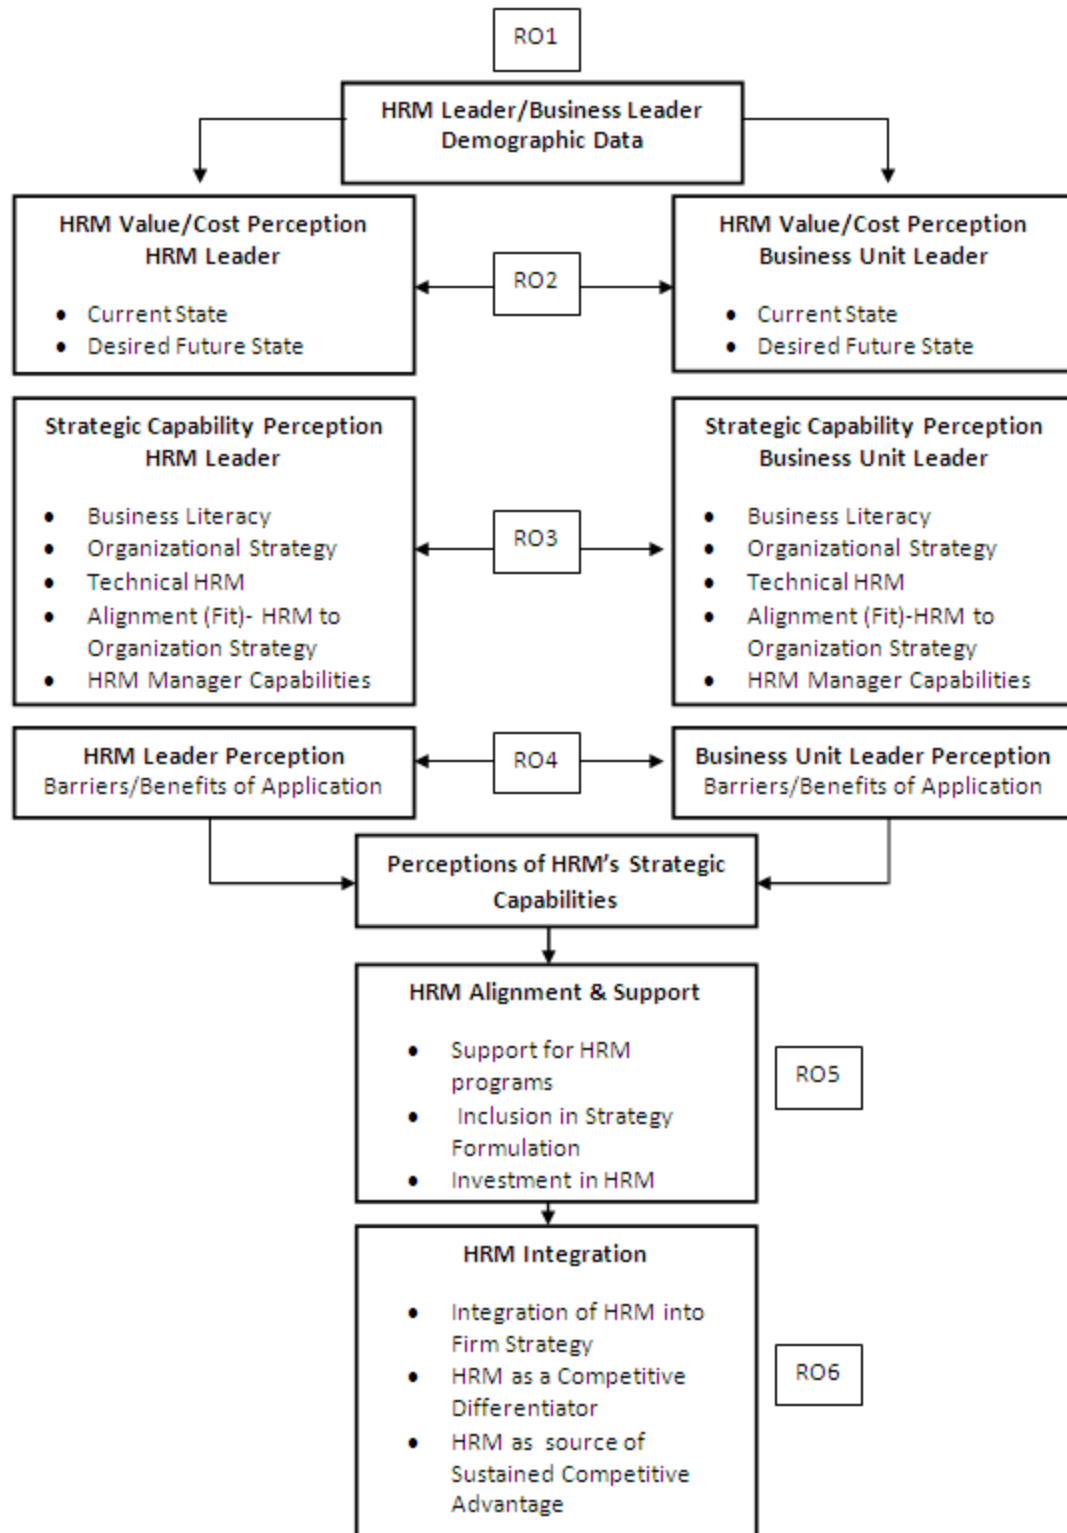 RO1
HRM Leader/Business Leader
Demographic Data
HRM Value/Cost Perception
HRM Leader
• Current State
• Desired Future State
RO2
HRM Value/Cost Perception
Business Unit Leader
• Current State
• Desired Future State
Strategic Capability Perception
HRM Leader
• Business Literacy
• Organizational Strategy
• Technical HRM
• Alignment (Fit)- HRM to
Organization Strategy
• HRM Manager Capabilities
RO3
Strategic Capability Perception
Business Unit Leader
• Business Literacy
• Organizational Strategy
• Technical HRM
• Alignment (Fit)-HRM to
Organization Strategy
• HRM Manager Capabilities
HRM Leader Perception
Barriers/Benefits of Application
RO4
Business Unit Leader Perception
Barriers/Benefits of Application
Perceptions of HRM's Strategic
Capabilities
HRM Alignment & Support
• Support for HRM
programs
• Inclusion in Strategy
Formulation
• Investment in HRM
RO5
HRM Integration
• Integration of HRM into
Firm Strategy
• HRM as a Competitive
Differentiator
• HRM as source of
Sustained Competitive
Advantage
RO6